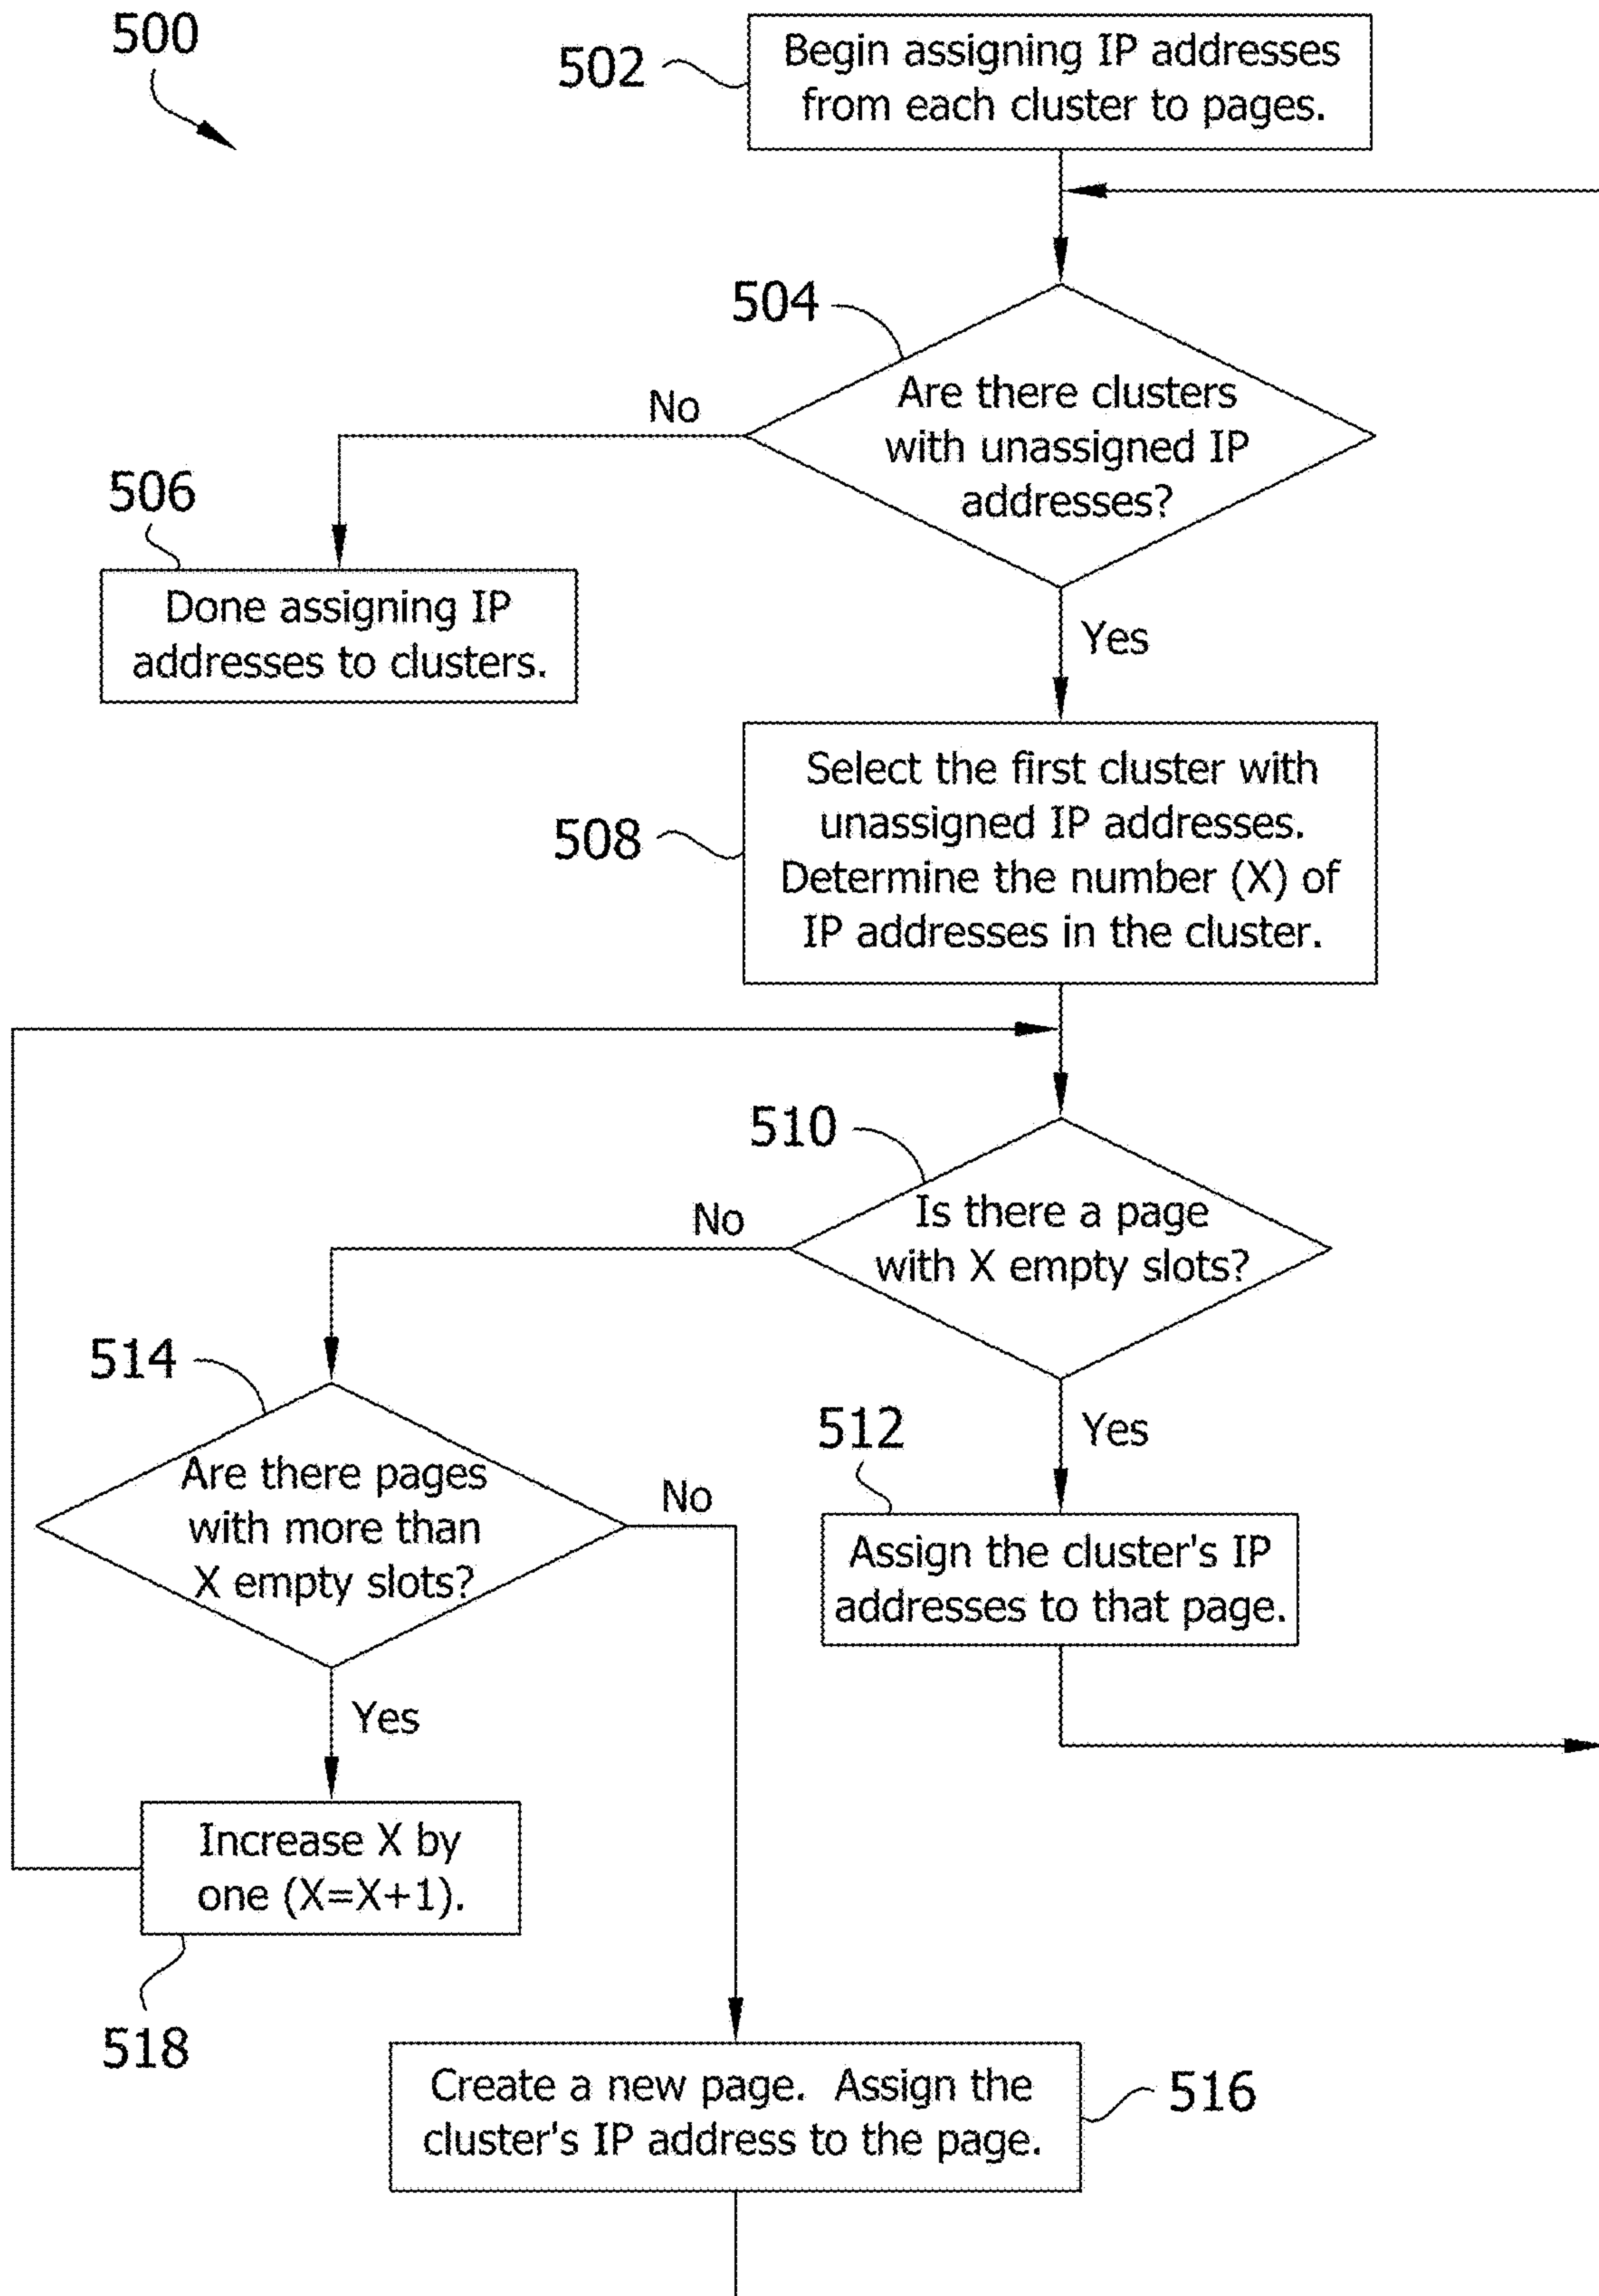 500
502
Begin assigning IP addresses
from each cluster to pages.
504
Are there clusters
with unassigned IP
addresses?
No
506
Done assigning IP
addresses to clusters.
Yes
508
Select the first cluster with
unassigned IP addresses.
Determine the number (X) of
IP addresses in the cluster.
510
Is there a page
with X empty slots?
No
514
Are there pages
with more than
X empty slots?
No
Yes
512
Assign the cluster's IP
addresses to that page.
Yes
Increase X by
one (X=X+1).
518
Create a new page. Assign the
cluster's IP address to the page.
516